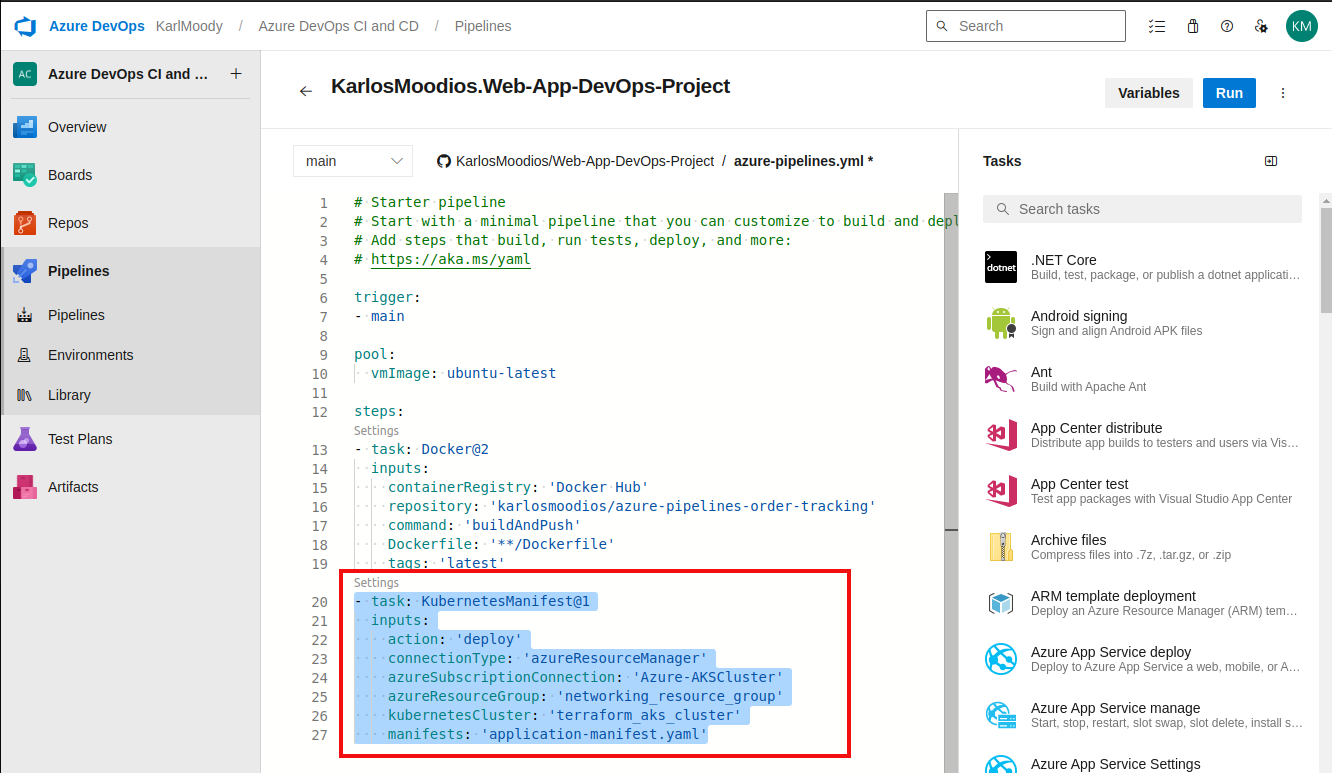 Azure DevOps KarlMoody / Azure DevOps CI and CD / Pipelines
Search
KM
AC Azure DevOps CI and ... +
Overview
Boards
Repos
Pipelines
Pipelines
Environments
Library
Test Plans
Artifacts
KarlosMoodios.Web-App-DevOps-Project
Variables
Run
main
KarlosMoodios/Web-App-DevOps-Project / azure-pipelines.yml *
1 # Starter pipeline
2 # Start with a minimal pipeline that you can customize to build and depl
3 # Add steps that build, run tests, deploy, and more:
4 # https://aka.ms/yaml
5
6 trigger:
7 - main
8
9 pool:
10   vmImage: ubuntu-latest
11
12 steps:
Settings
13 - task: Docker@2
14   inputs:
15     containerRegistry: 'Docker Hub'
16     repository: 'karlosmoodios/azure-pipelines-order-tracking'
17     command: 'buildAndPush'
18     Dockerfile: '**/Dockerfile'
19     tags: 'latest'
Settings
20 - task: KubernetesManifest@1
21   inputs:
22     action: 'deploy'
23     connectionType: 'azureResourceManager'
24     azureSubscriptionConnection: 'Azure-AKSCluster'
25     azureResourceGroup: 'networking_resource_group'
26     kubernetesCluster: 'terraform_aks_cluster'
27     manifests: 'application-manifest.yaml'
Tasks
Search tasks
dotnet
.NET Core
Build, test, package, or publish a dotnet applicati...
Android signing
Sign and align Android APK files
Ant
Build with Apache Ant
App Center distribute
Distribute app builds to testers and users via Vis...
App Center test
Test app packages with Visual Studio App Center
Archive files
Compress files into .7z, .tar.gz, or .zip
ARM template deployment
Deploy an Azure Resource Manager (ARM) tem...
Azure App Service deploy
Deploy to Azure App Service a web, mobile, or A...
Azure App Service manage
Start, stop, restart, slot swap, slot delete, install s...
Azure App Service Settings